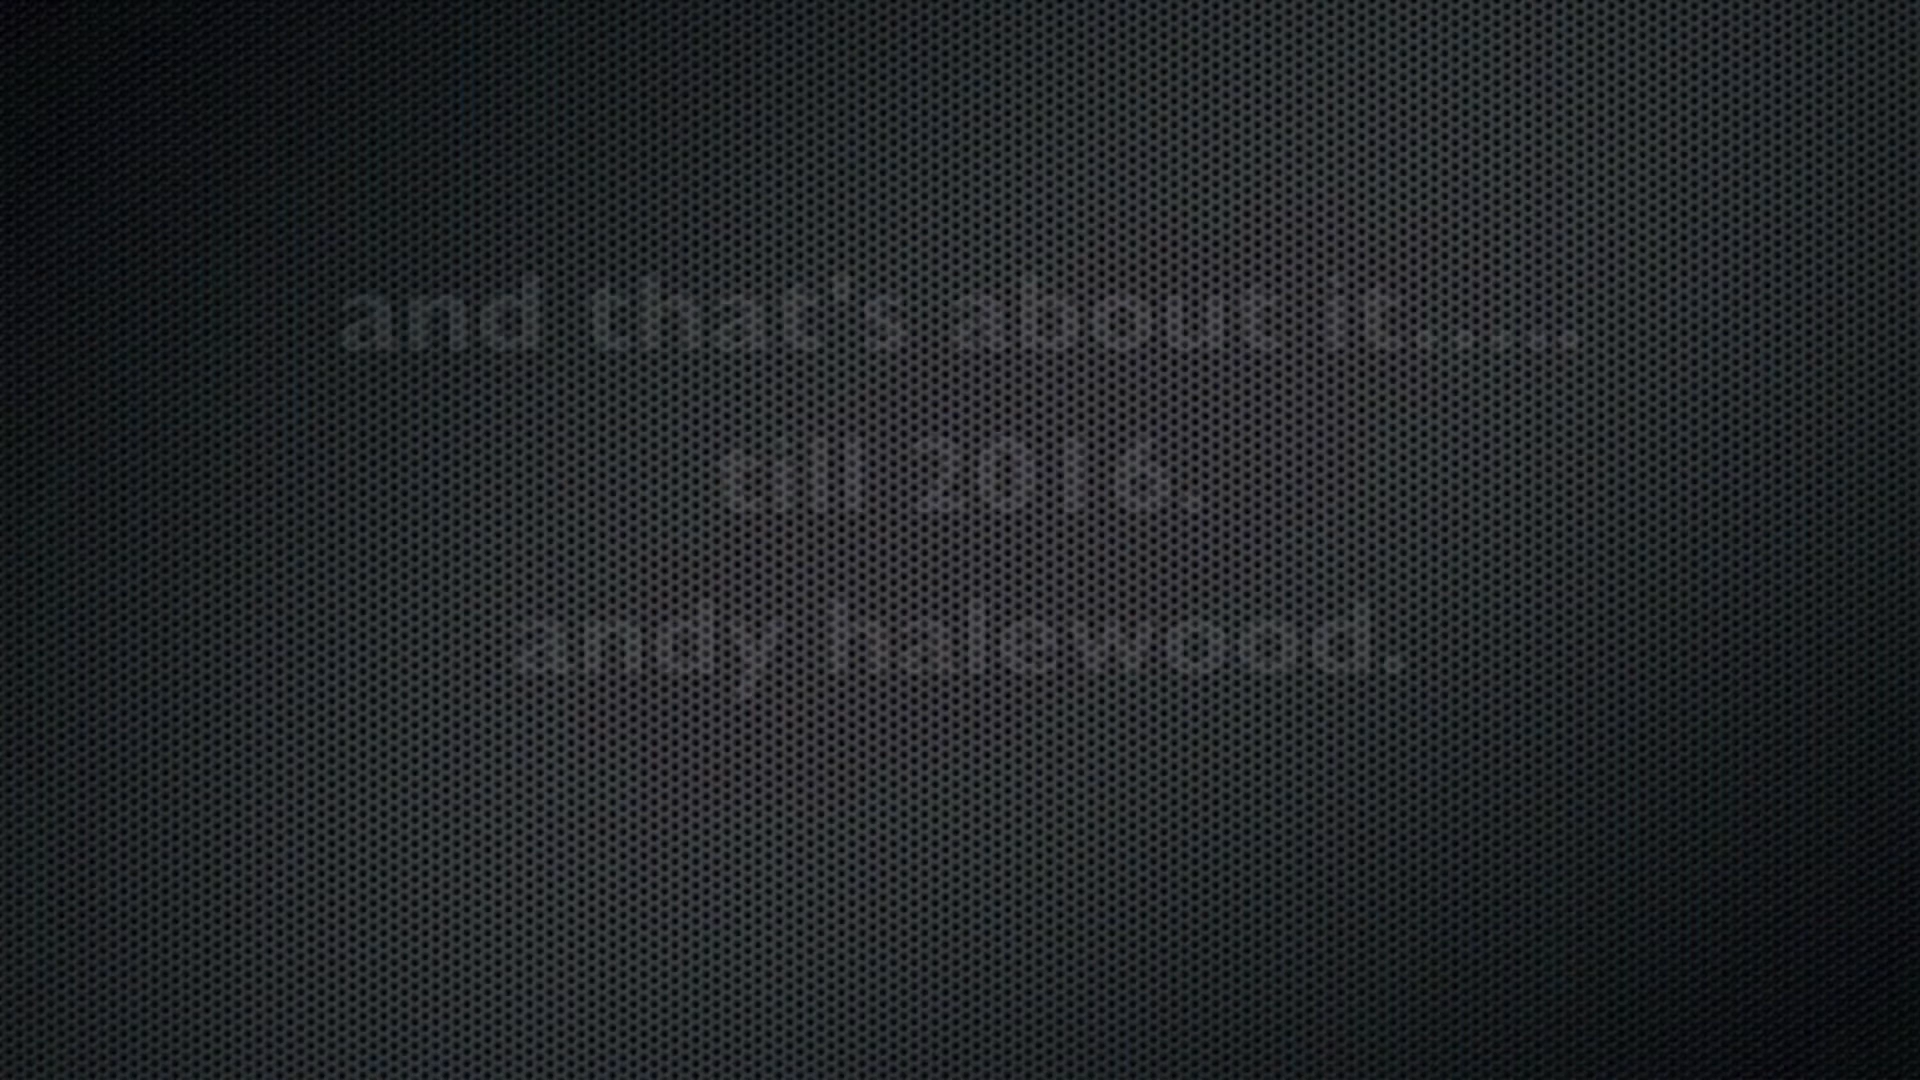 and that's about it.....
till 2016.
andy halewood.